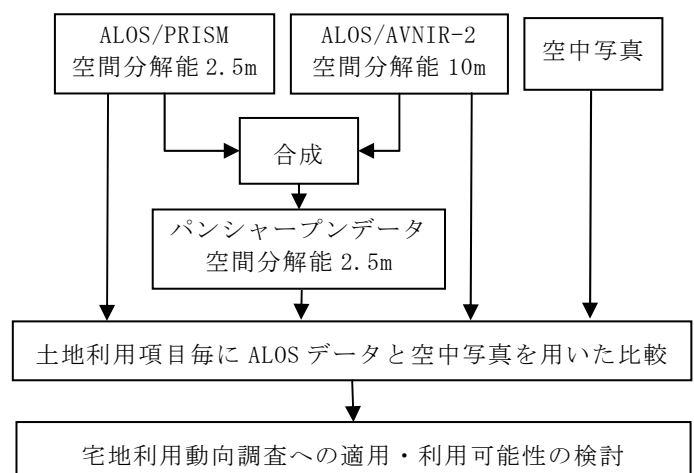 ALOS/PRISM
空間分解能 2.5m
ALOS/AVNIR-2
空間分解能 10m
空中写真
合成
パンシャープンデータ
空間分解能 2.5m
土地利用項目毎に ALOS データと空中写真を用いた比較
宅地利用動向調査への適用・利用可能性の検討